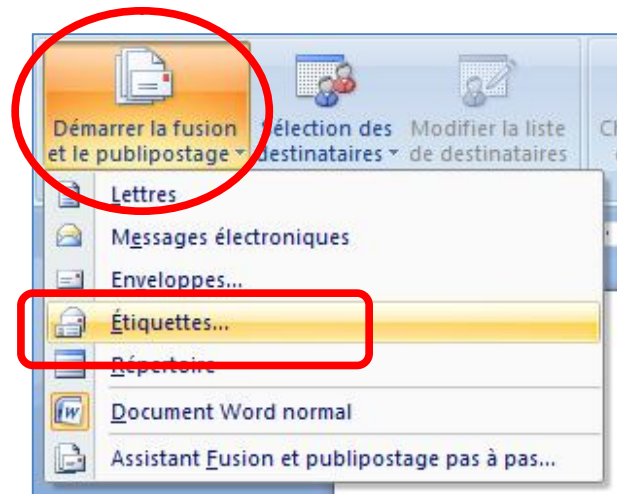 Démarrer la fusion
et le publipostage
Sélection des
destinataires
Modifier la liste
de destinataires
Lettres
Messages électroniques
Enveloppes...
Étiquettes...
Répertoire
Document Word normal
Assistant Fusion et publipostage pas à pas...